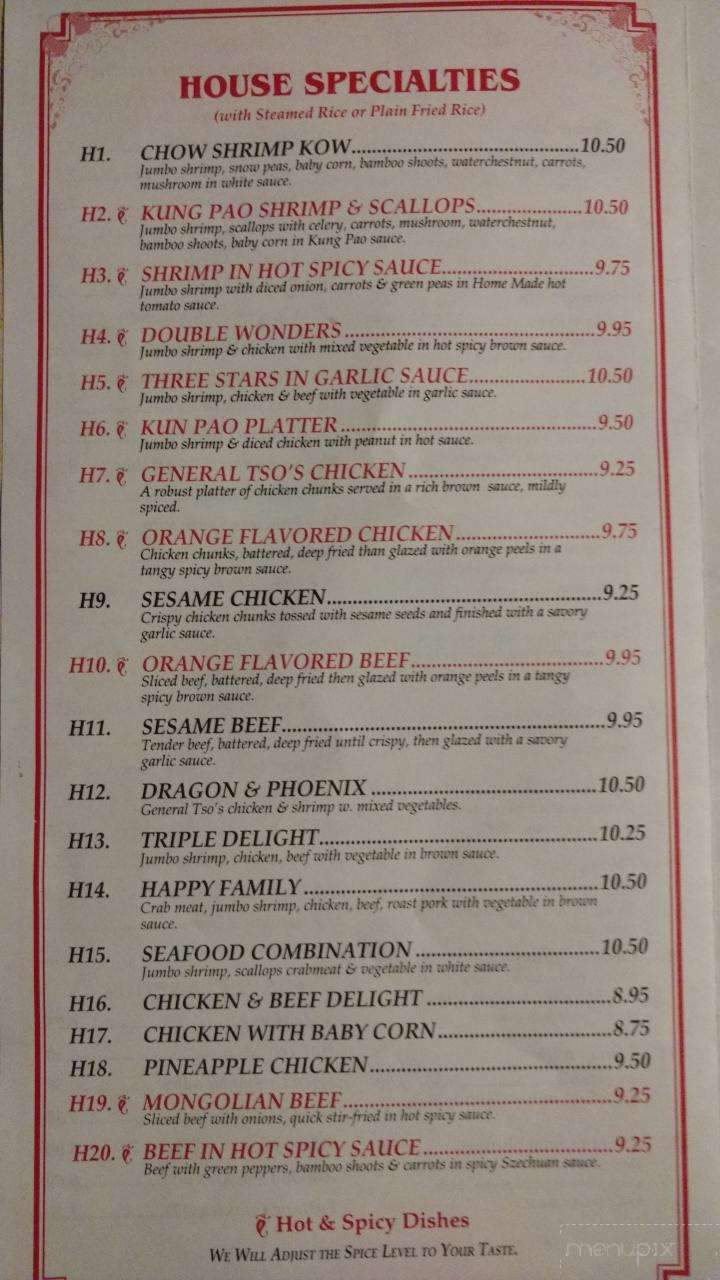 HOUSE SPECIALTIES
(with Steamed Rice or Plain Fried Rice)
H1. CHOW SHRIMP KOW..........10.50
Jumbo shrimp, snow peas, baby corn, bamboo shoots, waterchestnut, carrots,
mushroom in white sauce.
H2. KUNG PAO SHRIMP & SCALLOPS..........10.50
Jumbo shrimp, scallops with celery, carrots, mushroom, waterchestnut,
bamboo shoots, baby corn in Kung Pao sauce.
H3. SHRIMP IN HOT SPICY SAUCE..........9.75
Jumbo shrimp with diced onion, carrots & green peas in Home Made hot
tomato sauce.
H4. DOUBLE WONDERS..........9.95
Jumbo shrimp & chicken with mixed vegetable in hot spicy brown sauce.
H5. THREE STARS IN GARLIC SAUCE..........10.50
Jumbo shrimp, chicken & beef with vegetable in garlic sauce.
H6. KUN PAO PLATTER..........9.50
Jumbo shrimp & diced chicken with peanut in hot sauce.
H7. GENERAL TSO'S CHICKEN..........9.25
A robust platter of chicken chunks served in a rich brown sauce, mildly
spiced.
H8. ORANGE FLAVORED CHICKEN..........9.75
Chicken chunks, battered, deep fried than glazed with orange peels in a
tangy spicy brown sauce.
H9. SESAME CHICKEN..........9.25
Crispy chicken chunks tossed with sesame seeds and finished with a savory
garlic sauce.
H10. ORANGE FLAVORED BEEF..........9.95
Sliced beef, battered, deep fried then glazed with orange peels in a tangy
spicy brown sauce.
H11. SESAME BEEF..........9.95
Tender beef, battered, deep fried until crispy, then glazed with a savory
garlic sauce.
H12. DRAGON & PHOENIX..........10.50
General Tso's chicken & shrimp w. mixed vegetables.
H13. TRIPLE DELIGHT..........10.25
Jumbo shrimp, chicken, beef with vegetable in brown sauce.
H14. HAPPY FAMILY..........10.50
Crab meat, jumbo shrimp, chicken, beef, roast pork with vegetable in brown
sauce.
H15. SEAFOOD COMBINATION..........10.50
Jumbo shrimp, scallops crabmeat & vegetable in white sauce.
H16. CHICKEN & BEEF DELIGHT..........8.95
H17. CHICKEN WITH BABY CORN..........8.75
H18. PINEAPPLE CHICKEN..........9.50
H19. MONGOLIAN BEEF..........9.25
Sliced beef with onions, quick stir-fried in hot spicy sauce.
H20. BEEF IN HOT SPICY SAUCE..........9.25
Beef with green peppers, bamboo shoots & carrots in spicy Szechuan sauce.
Hot & Spicy Dishes
WE WILL ADJUST THE SPICE LEVEL TO YOUR TASTE.
menupix